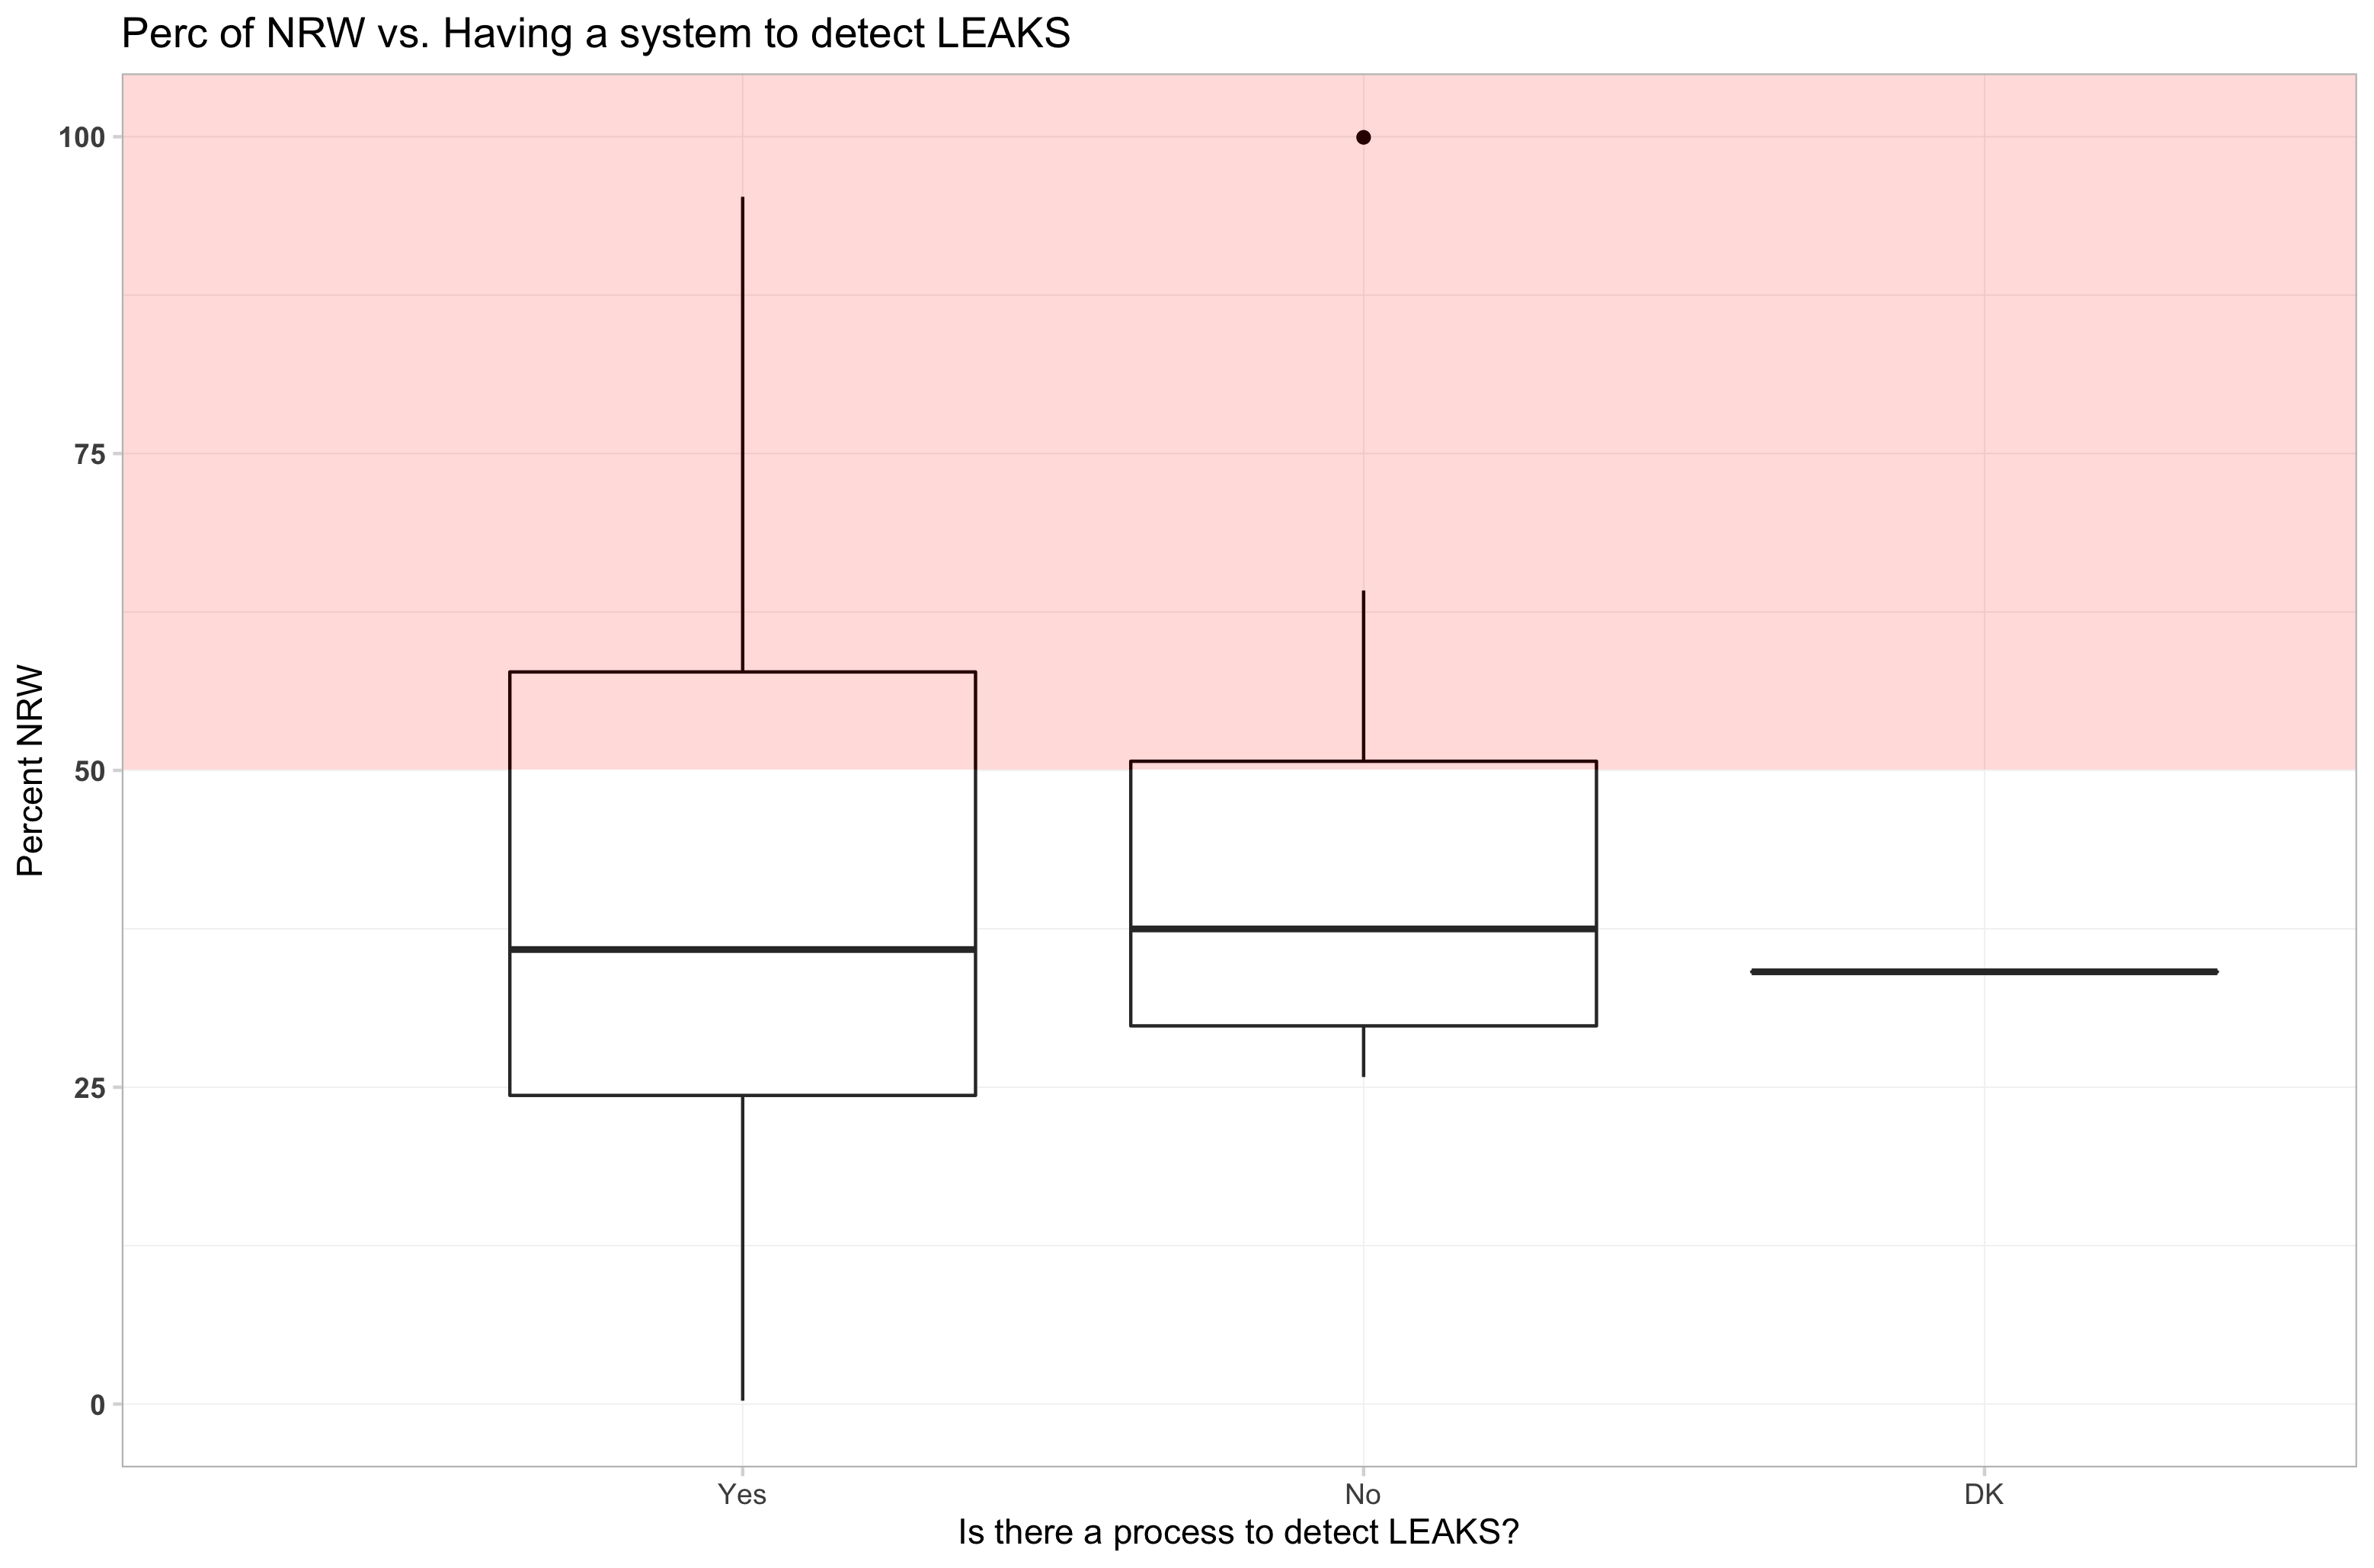 Perc of NRW vs. Having a system to detect LEAKS
Percent NRW
100
75
50
25
0
Yes
No
DK
Is there a process to detect LEAKS?